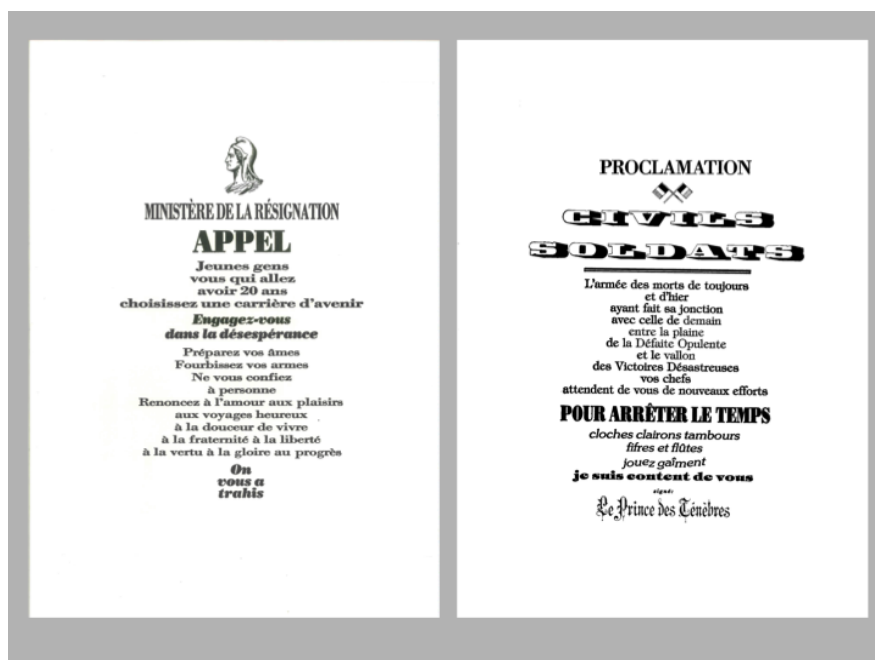 MINISTÈRE DE LA RÉSIGNATION
APPEL
Jeunes gens
vous qui allez
avoir 20 ans
choisissez une carrière d'avenir
Engagez-vous
dans la désespérance
Préparez vos âmes
Fourbissez vos armes
Ne vous confiez
à personne
Renoncez à l'amour aux plaisirs
aux voyages heureux
à la douceur de vivre
à la fraternité à la liberté
à la vertu à la gloire au progrès
On
vous a
trahis
PROCLAMATION
CIVILS
SOLDATS
L'armée des morts de toujours
et d'hier
ayant fait sa jonction
avec celle de demain
entre la plaine
de la Défaite Opulente
et le vallon
des Victoires Désastreuses
vos chefs
attendent de vous de nouveaux efforts
POUR ARRÊTER LE TEMPS
cloches clairons tambours
fifres et flûtes
jouez gaîment
je suis content de vous
signé:
Le Prince des Ténèbres